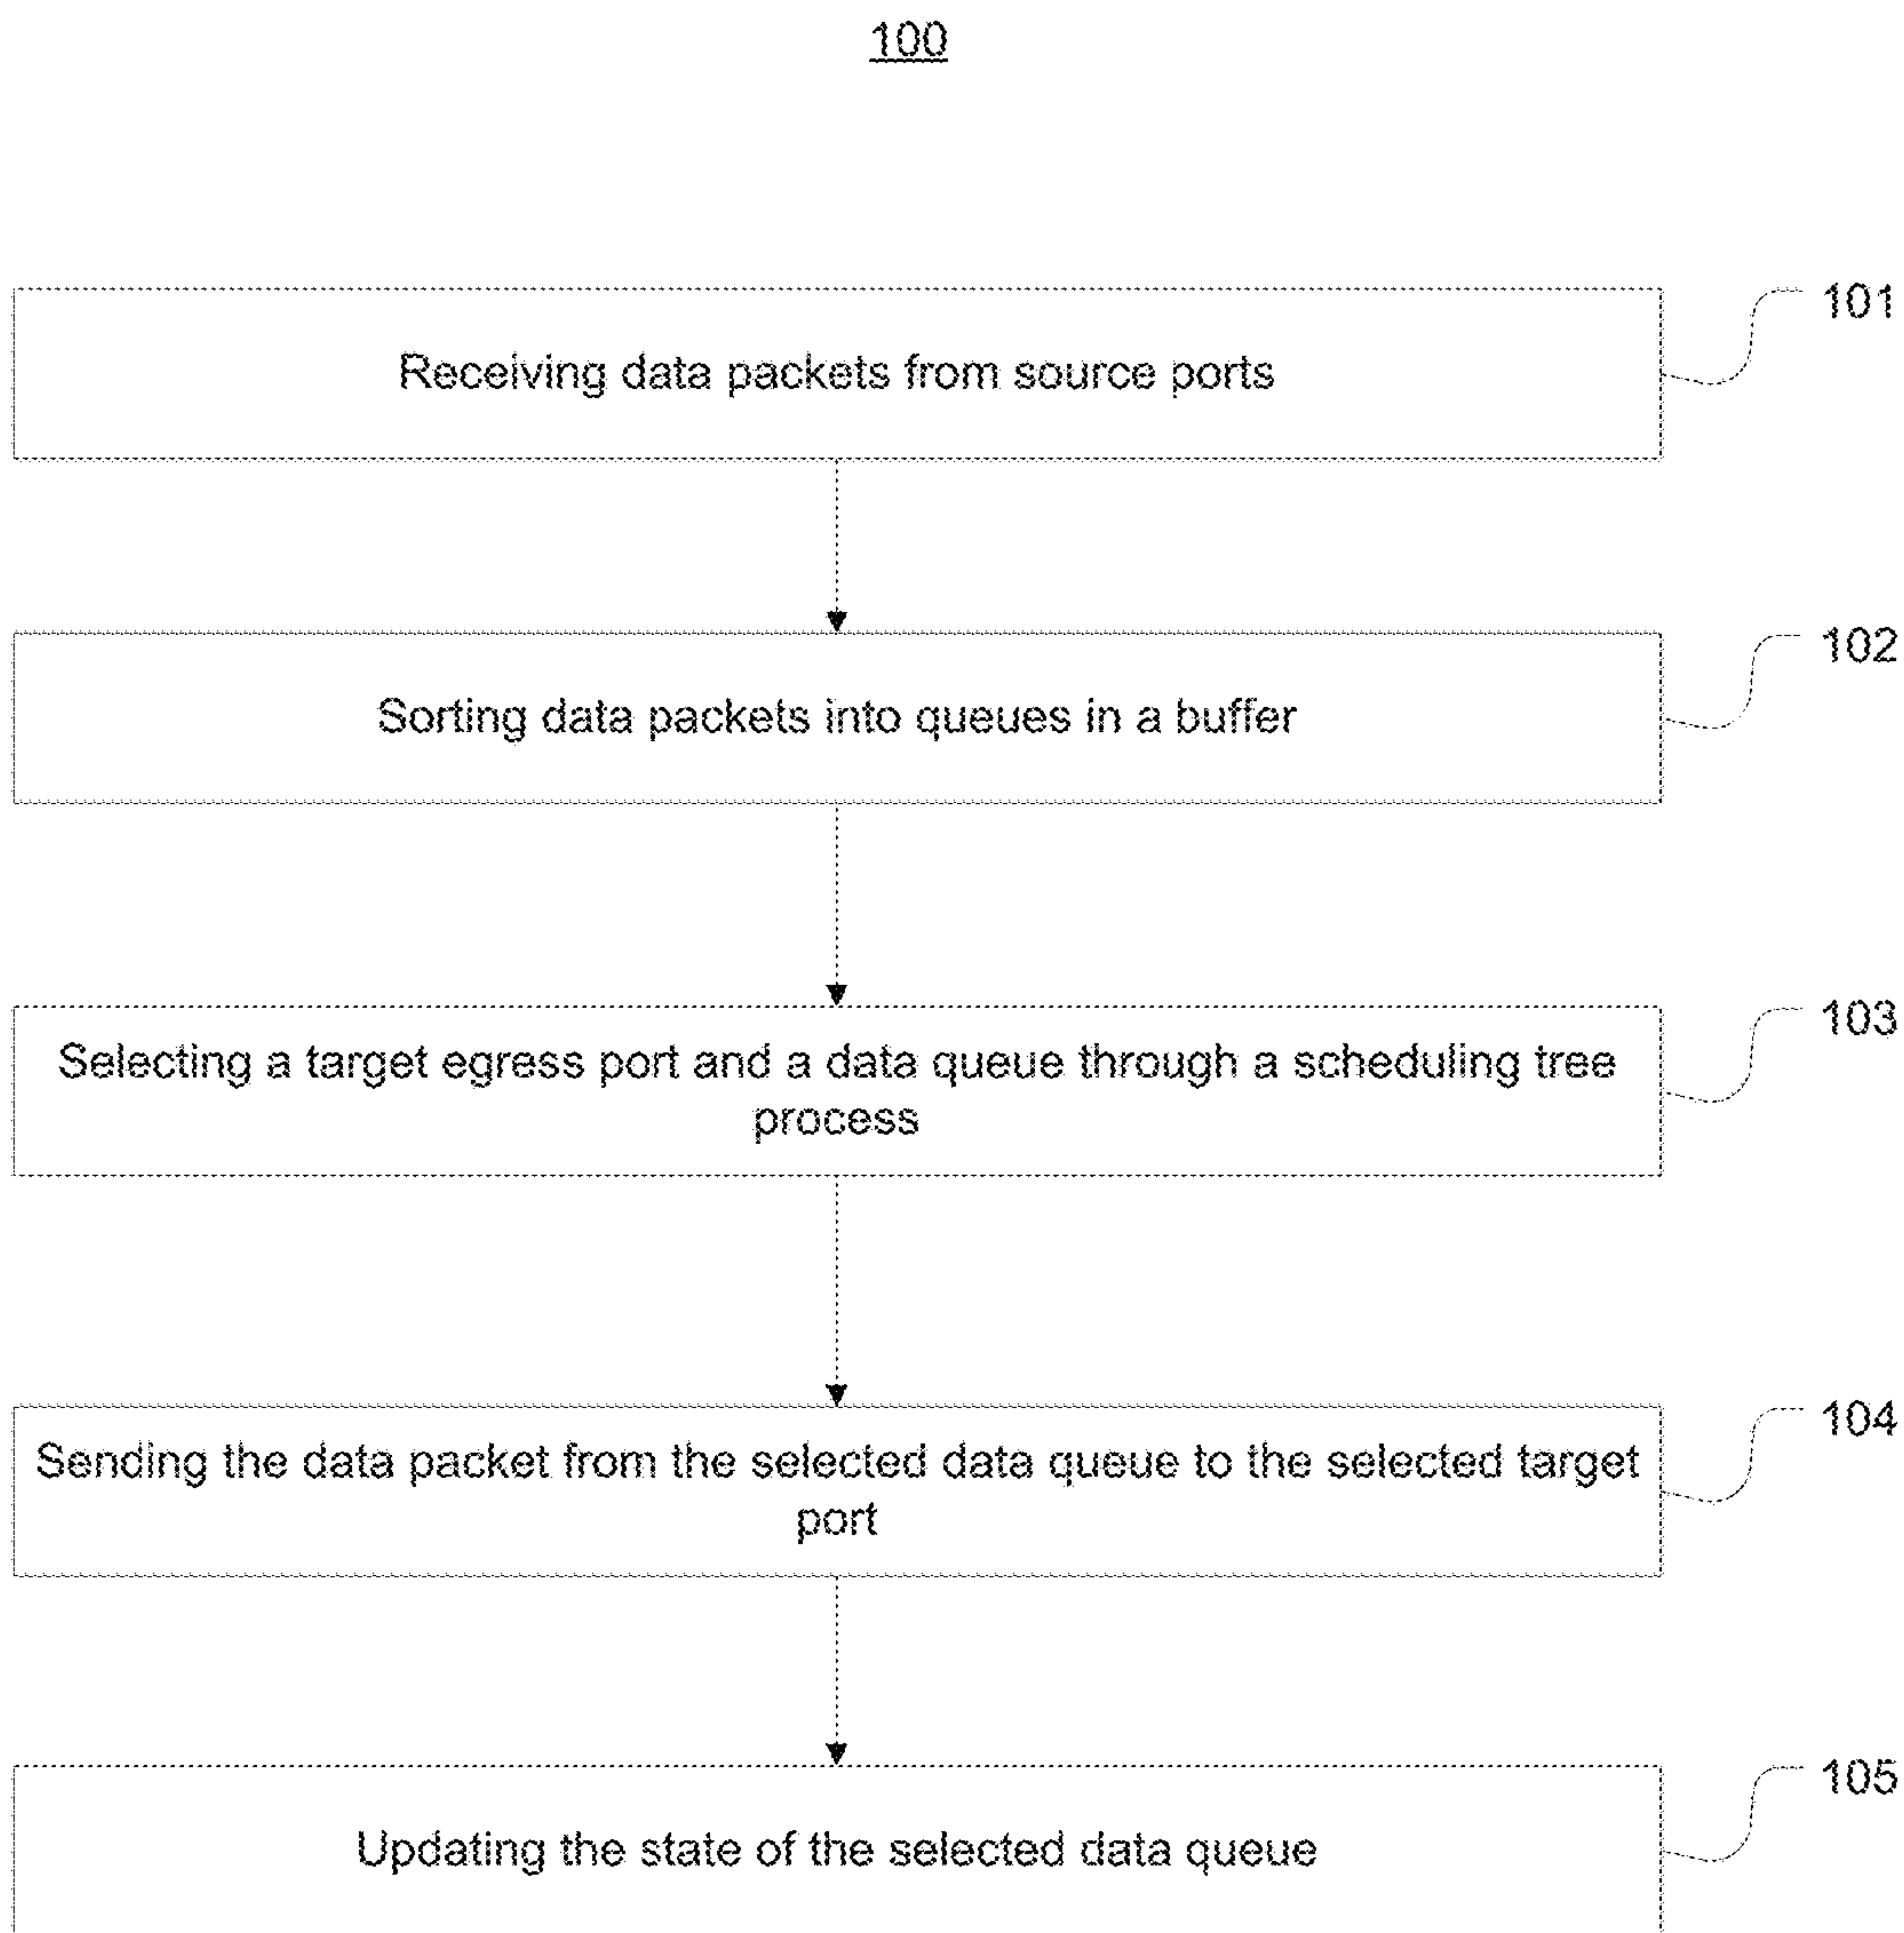 100
Receiving data packets from source ports
101
Sorting data packets into queues in a buffer
102
Selecting a target egress port and a data queue through a scheduling tree
process
103
Sending the data packet from the selected data queue to the selected target
port
104
Updating the state of the selected data queue
105